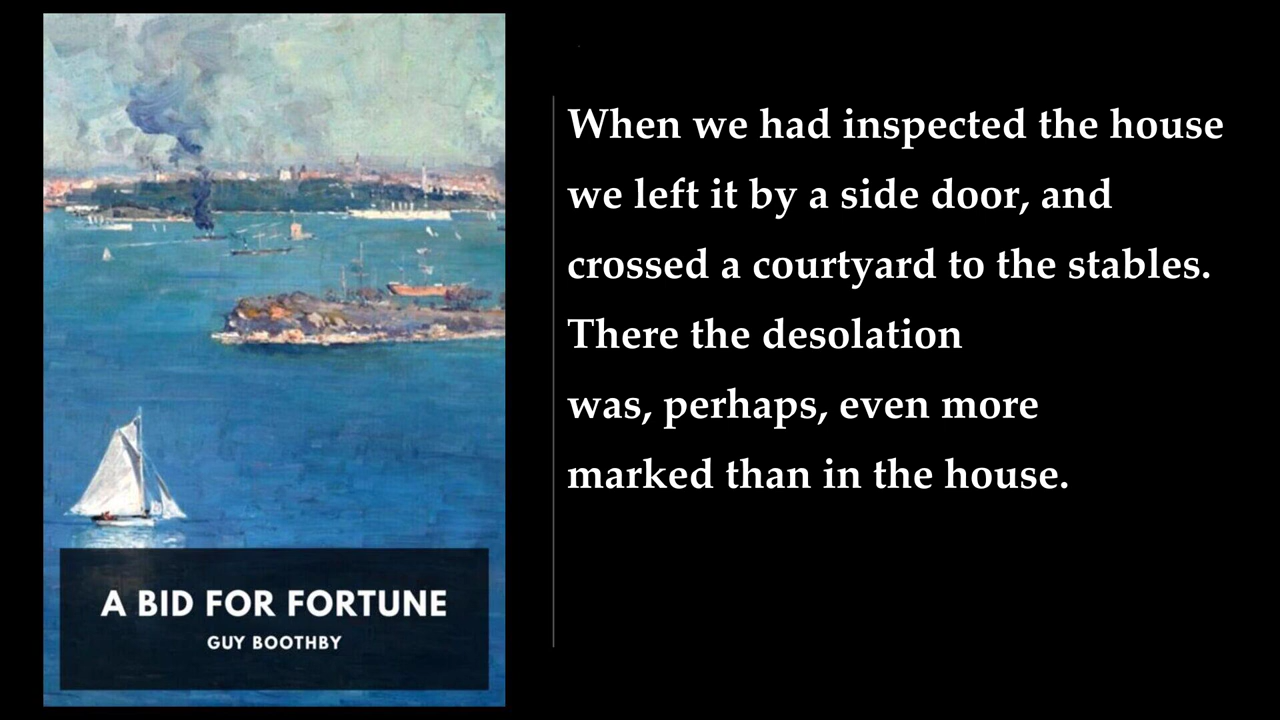 A BID FOR FORTUNE
GUY BOOTHBY
When we had inspected the house
we left it by a side door, and
crossed a courtyard to the stables.
There the desolation
was, perhaps, even more
marked than in the house.